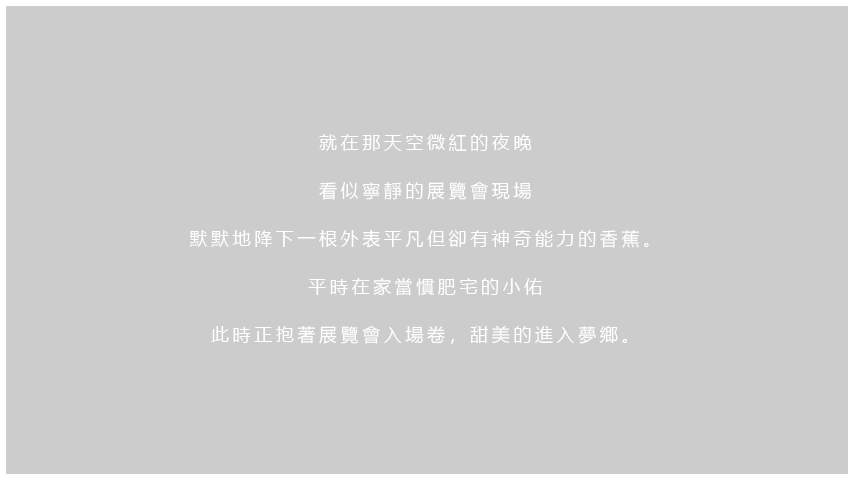 就在那天空微紅的夜晚
看似寧靜的展覽會現場
默默地降下一根外表平凡但卻有神奇能力的香蕉。
平時在家當慣肥宅的小佑
此時正抱著展覽會入場卷，甜美的進入夢鄉。